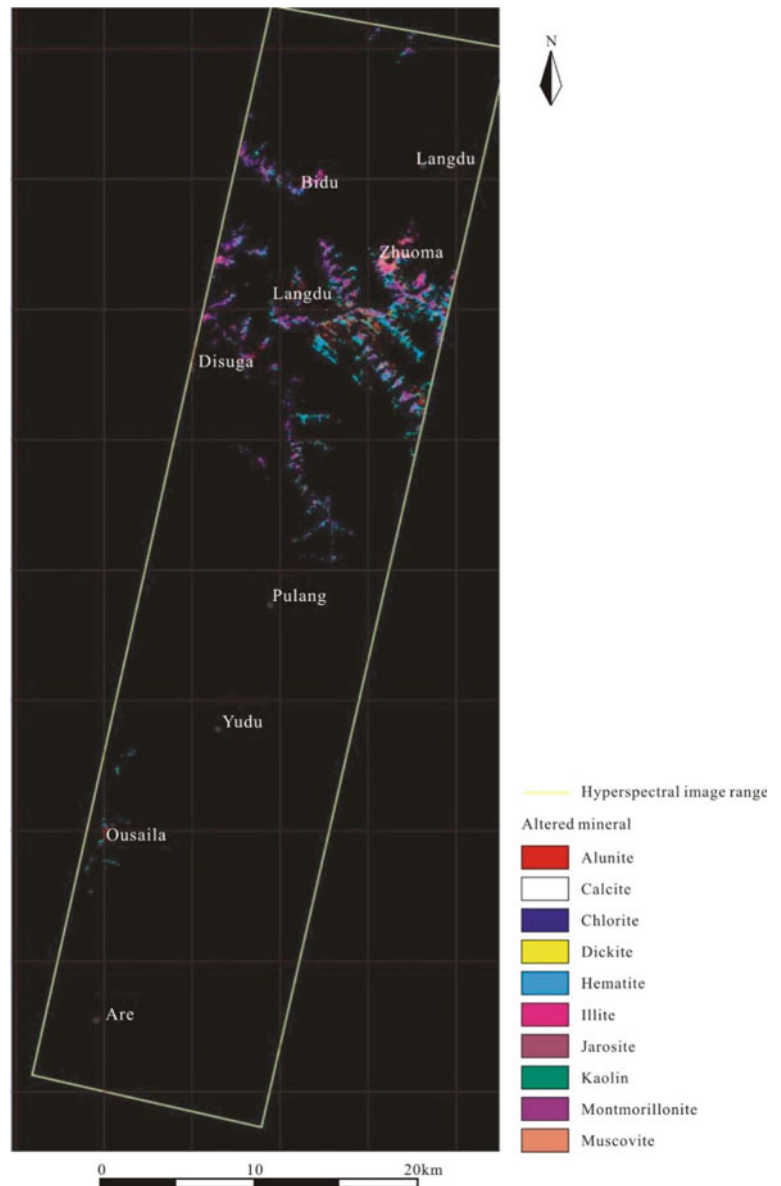 N
Langdu
Bidu
Zhuoma
Langdu
Disuga
Pulang
Yudu
Ousaila
Are
Hyperspectral image range
Altered mineral
Alunite
Calcite
Chlorite
Dickite
Hematite
Illite
Jarosite
Kaolin
Montmorillonite
Muscovite
0 10 20km